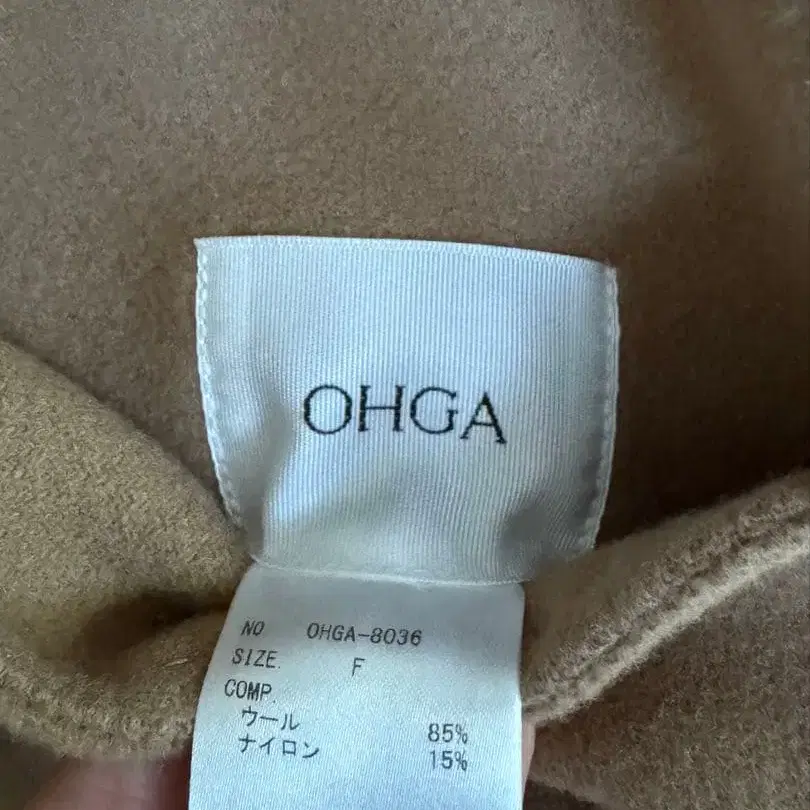 OHGA
NO OHGA-8036
SIZE. F
COMP.
ウール 85%
ナイロン 15%